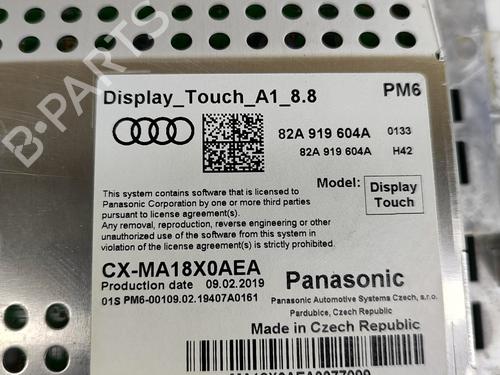 B-PARTS
Display_Touch_A1_8.8 PM6
82A 919 604A 0133
82A 919 604A H42
Model: Display Touch
This system contains software that is licensed to
Panasonic Corporation by one or more third parties
pursuant to license agreement(s).
Any removal, reproduction, reverse engineering or other
unauthorized use of the software from this system in
violation of the license agreement(s) is strictly prohibited.
CX-MA18X0AEA
Production date 09.02.2019
01S PM6-00109.02.19407A0161
Panasonic
Panasonic Automotive Systems Czech, s.r.o.
Pardubice, Czech Republic
Made in Czech Republic